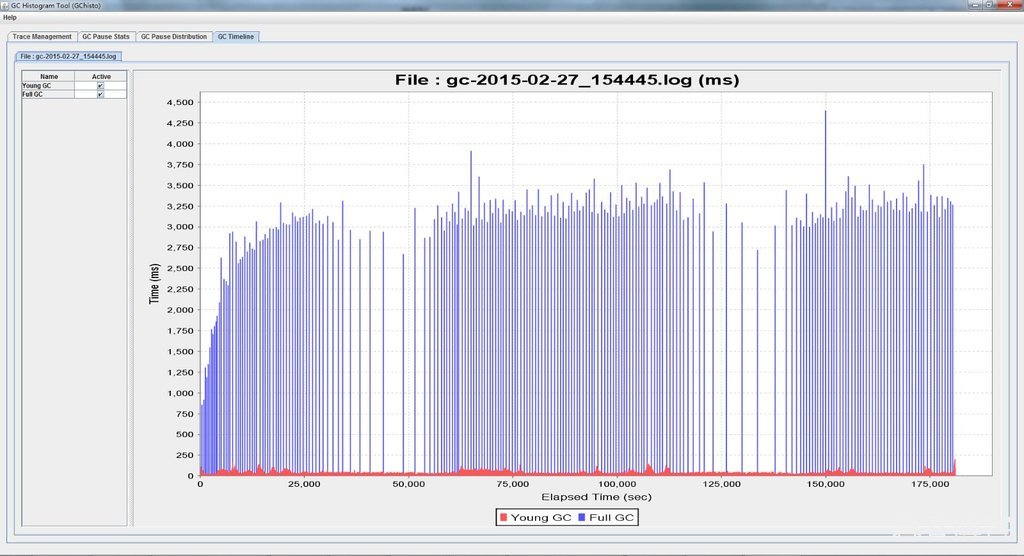 GC Histogram Tool (GChisto)
Help
Trace Management GC Pause Stats GC Pause Distribution GC Timeline
File : gc-2015-02-27_154445.log
Name Active
Young GC
Full GC
File : gc-2015-02-27_154445.log (ms)
Time (ms)
4,500
4,250
4,000
3,750
3,500
3,250
3,000
2,750
2,500
2,250
2,000
1,750
1,500
1,250
1,000
750
500
250
0
0 25,000 50,000 75,000 100,000 125,000 150,000 175,000
Elapsed Time (sec)
Young GC Full GC